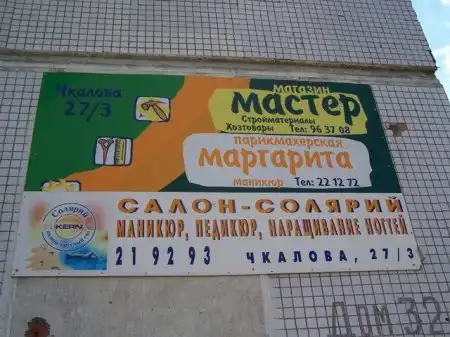 Чкалова
27/3
магазин
мастер
Стройматериалы
Хозтовары Тел: 96 37 08
парикмахерская
маргарита
маникюр Тел: 22 12 72
Солярий
KERN
САЛОН-СОЛЯРИЙ
МАНИКЮР, ПЕДИКЮР, НАРАЩИВАНИЕ НОГТЕЙ
21 92 93 ЧКАЛОВА, 27/3
Дом 32